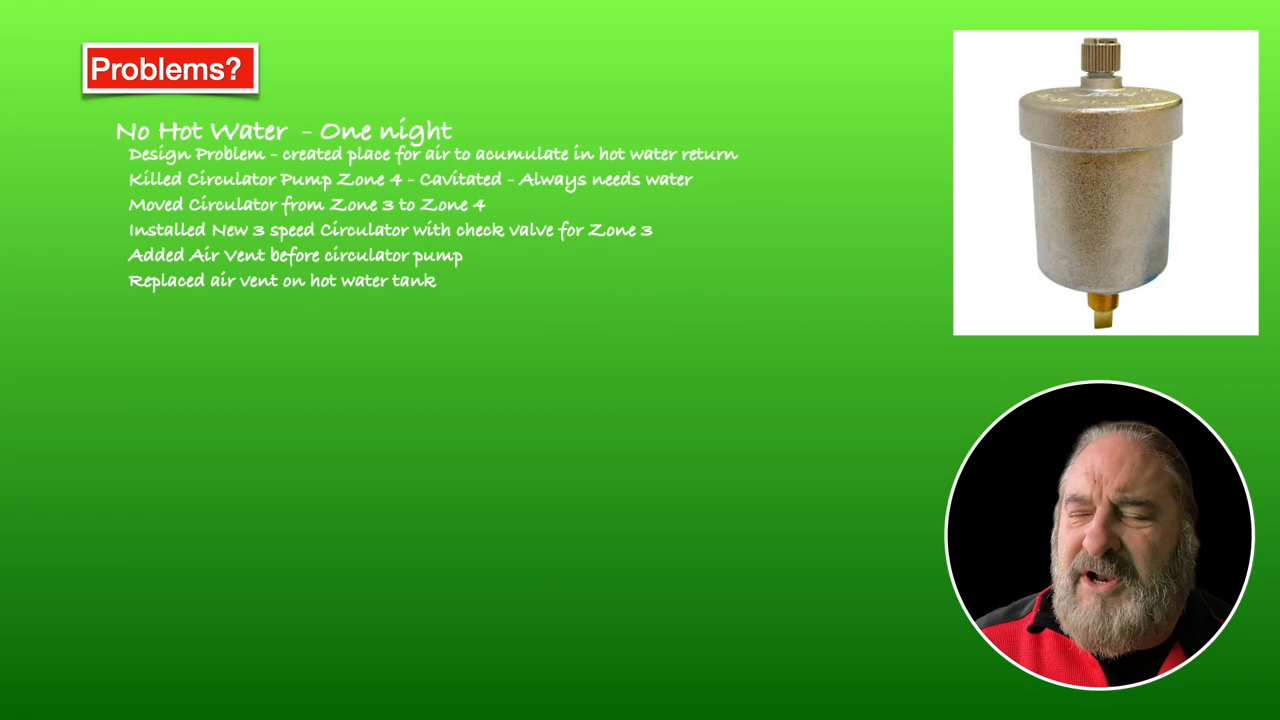 Problems?
No Hot Water - One night
Design Problem - created place for air to acumulate in hot water return
Killed Circulator Pump Zone 4 - Cavitated - Always needs water
Moved Circulator from Zone 3 to Zone 4
Installed New 3 speed Circulator with check valve for Zone 3
Added Air Vent before circulator pump
Replaced air vent on hot water tank